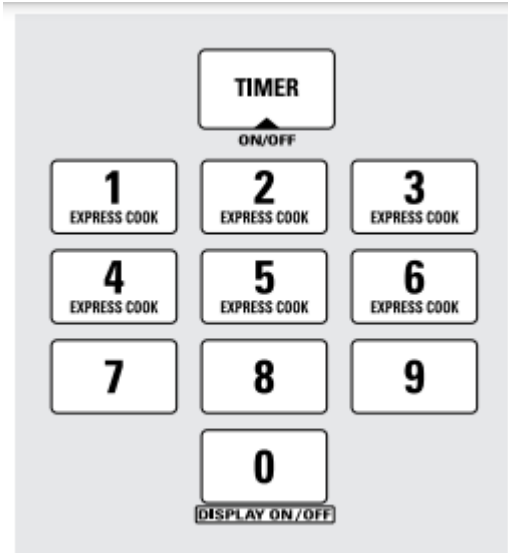 TIMER
ON/OFF
1 2 3
EXPRESS COOK EXPRESS COOK EXPRESS COOK
4 5 6
EXPRESS COOK EXPRESS COOK EXPRESS COOK
7 8 9
0
DISPLAY ON/OFF